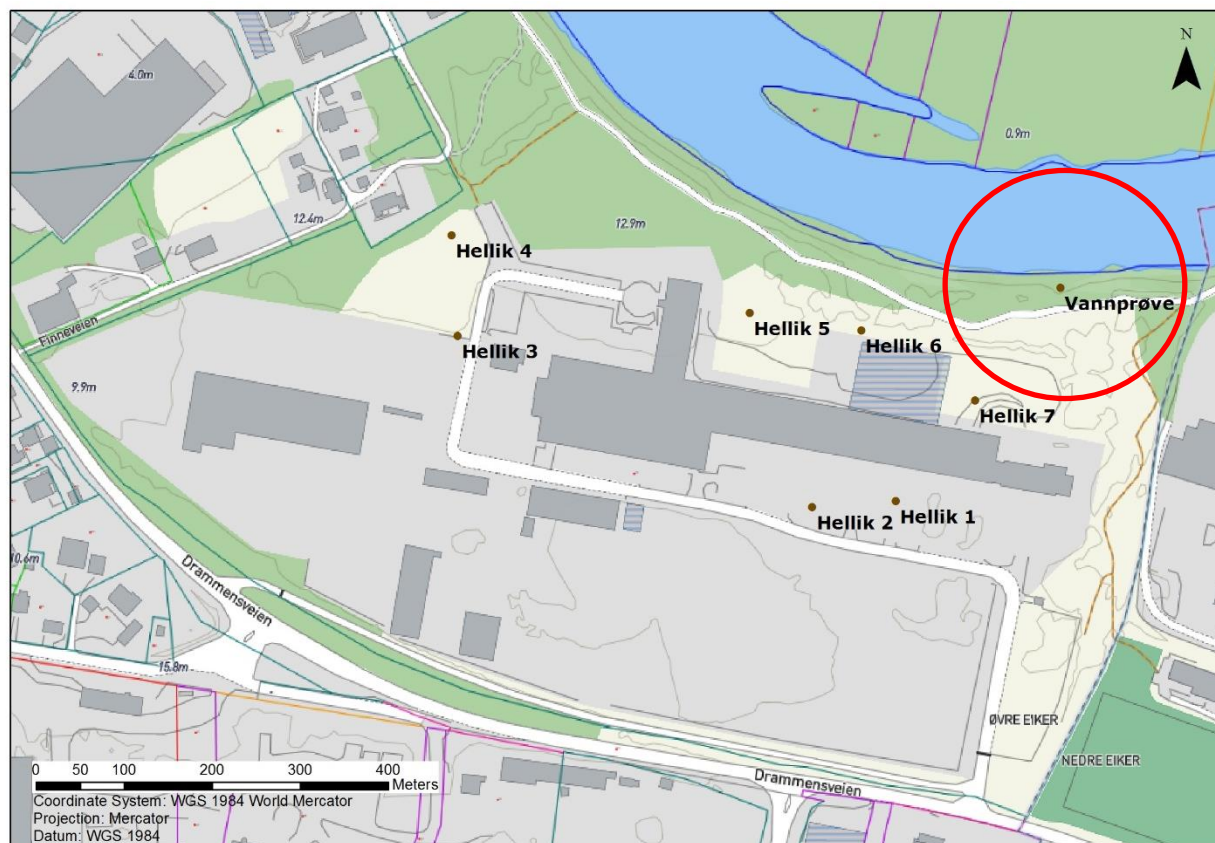 N
4.0m
0.9m
12.4m
12.9m
Hellik 4
Vannprøve
Hellik 5
Finneveien
Hellik 6
Hellik 3
9.9m
Hellik 7
Hellik 2
Hellik 1
10.6m
Drammensveien
15.8m
ØVRE EIKER
NEDRE EIKER
0 50 100 200 300 400
Meters
Drammensveien
Coordinate System: WGS 1984 World Mercator
Projection: Mercator
Datum: WGS 1984